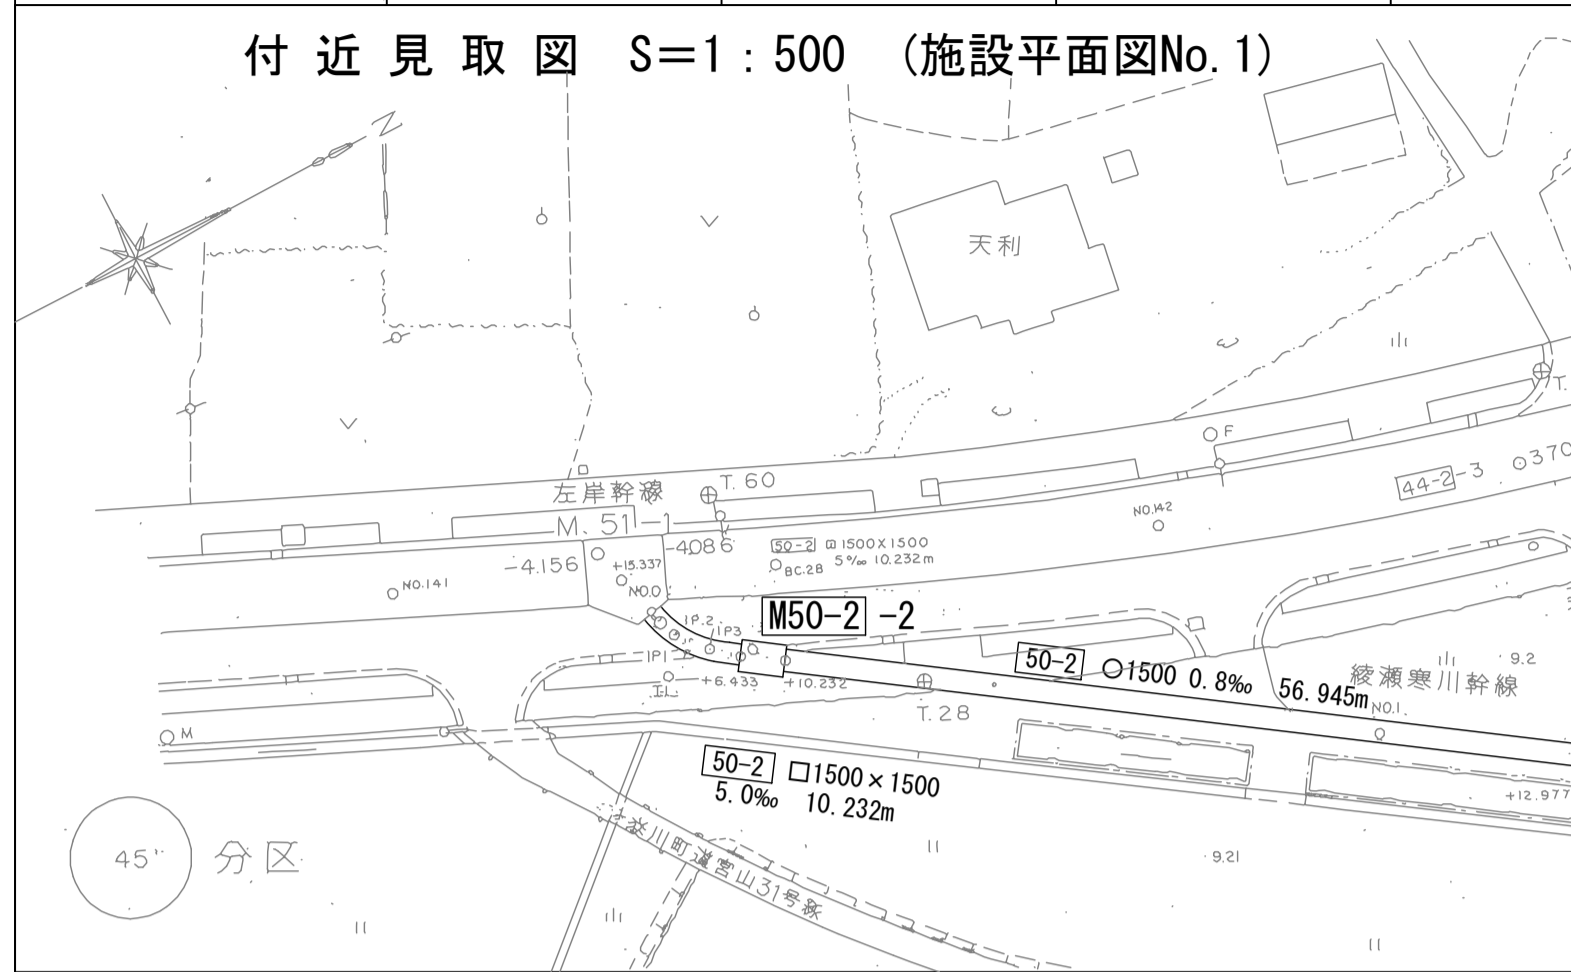 付近見取図 S=1:500 (施設平面図No.1)
N
天利
T.
F
370
44-2-3
T.60
左岸幹線
M.51-1
NO.142
-4.086
50-2 □1500X1500
5‰ 10.232m
-4.156
+15.337
BC.28
NO.141
NO.0
M50-2 -2
IP.2
IP3
IP1
50-2 ○1500 0.8‰ 56.945m
9.2
綾瀬寒川幹線
+6.433
+10.232
T.28
NO.1
M
50-2 □1500×1500
5.0‰ 10.232m
+12.977
45
分区
川町道宮山31号線
9.21